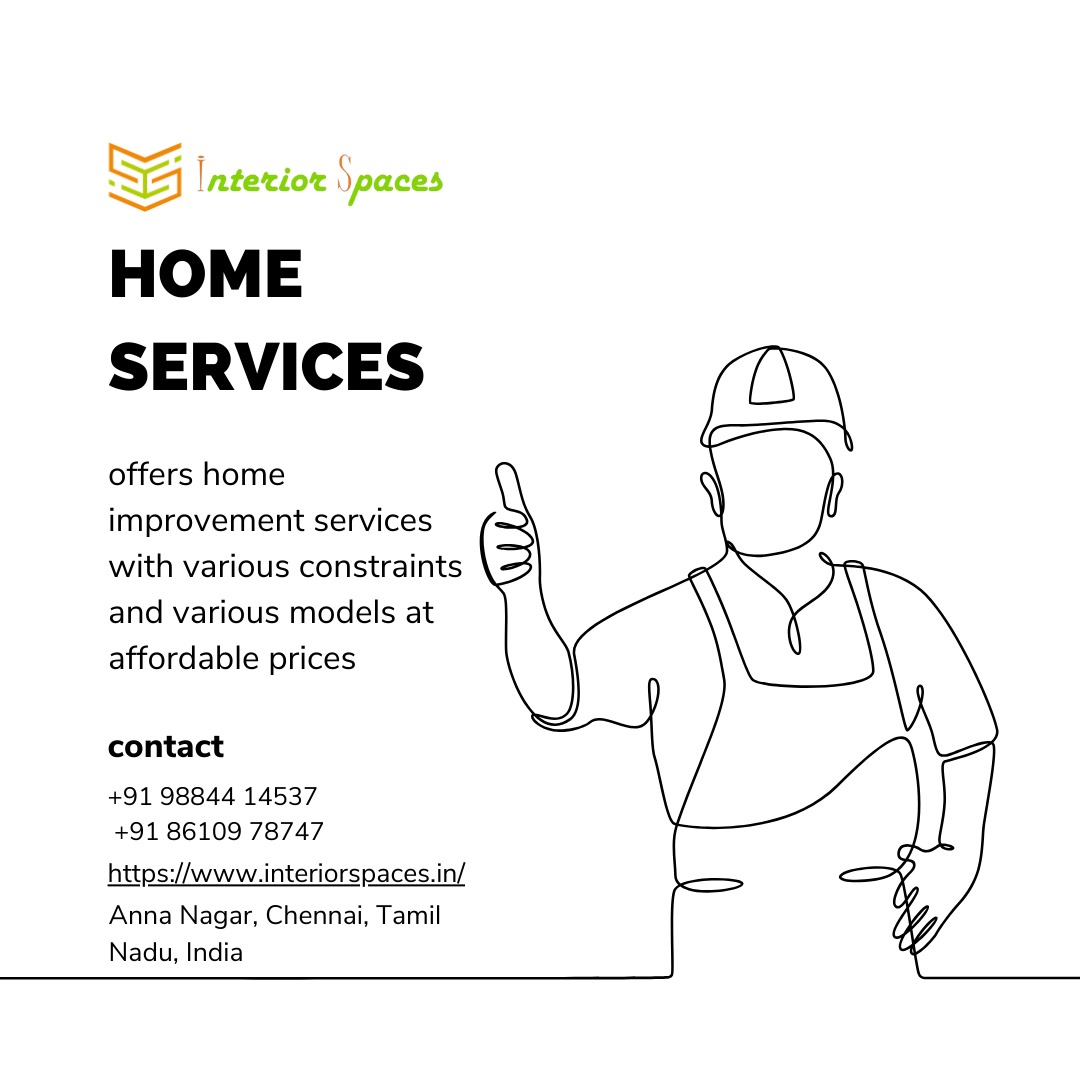 Interior Spaces
HOME
SERVICES
offers home
improvement services
with various constraints
and various models at
affordable prices
contact
+91 98844 14537
+91 86109 78747
https://www.interiorspaces.in/
Anna Nagar, Chennai, Tamil
Nadu, India